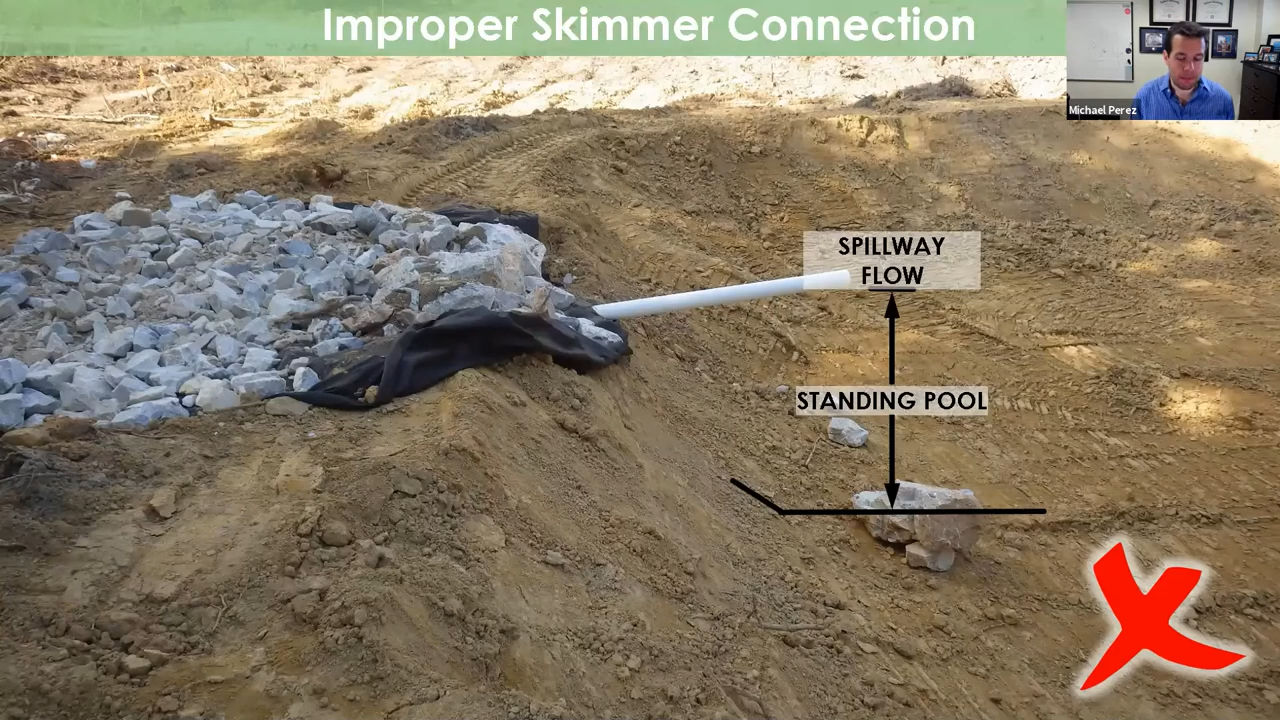 Improper Skimmer Connection
Michael Perez
SPILLWAY
FLOW
STANDING POOL